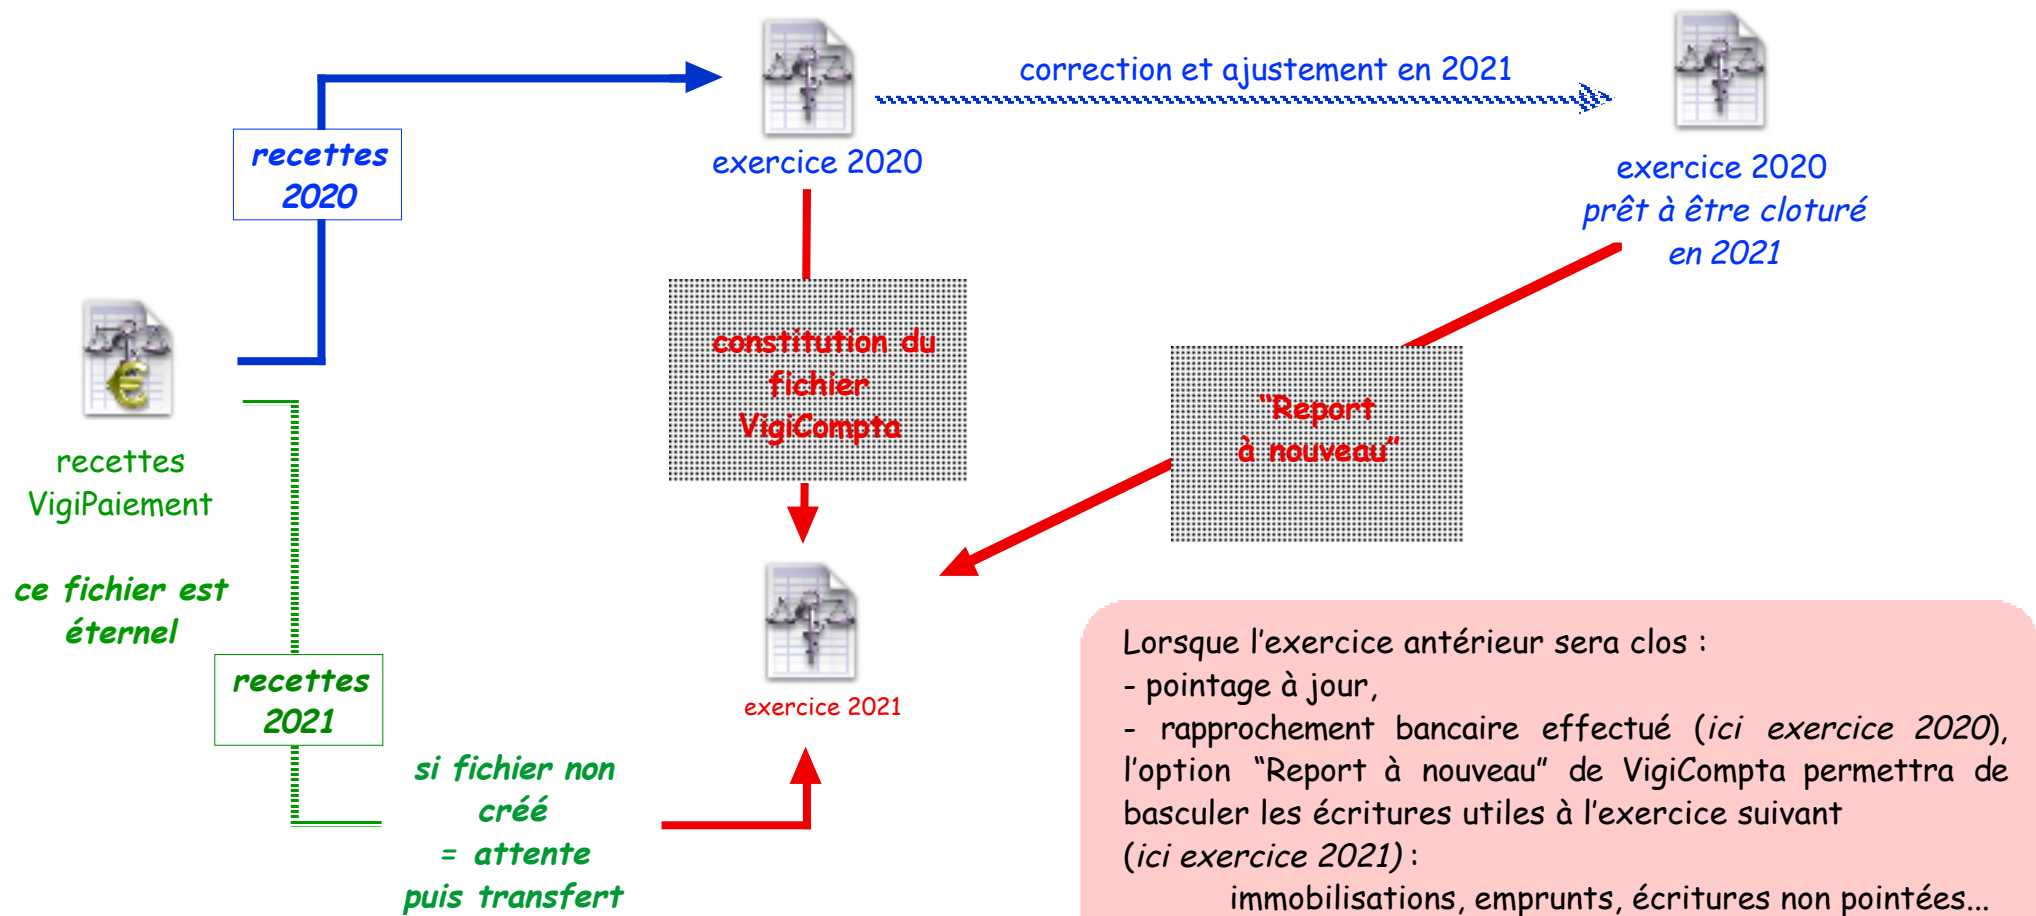 correction et ajustement en 2021
exercice 2020
exercice 2020
prêt à être cloturé
en 2021
recettes
2020
constitution du
fichier
VigiCompta
“Report
à nouveau”
recettes
VigiPaiement
ce fichier est
éternel
recettes
2021
exercice 2021
si fichier non
créé
= attente
puis transfert
Lorsque l’exercice antérieur sera clos :
- pointage à jour,
- rapprochement bancaire effectué (ici exercice 2020),
l’option “Report à nouveau” de VigiCompta permettra de
basculer les écritures utiles à l’exercice suivant
(ici exercice 2021) :
immobilisations, emprunts, écritures non pointées...